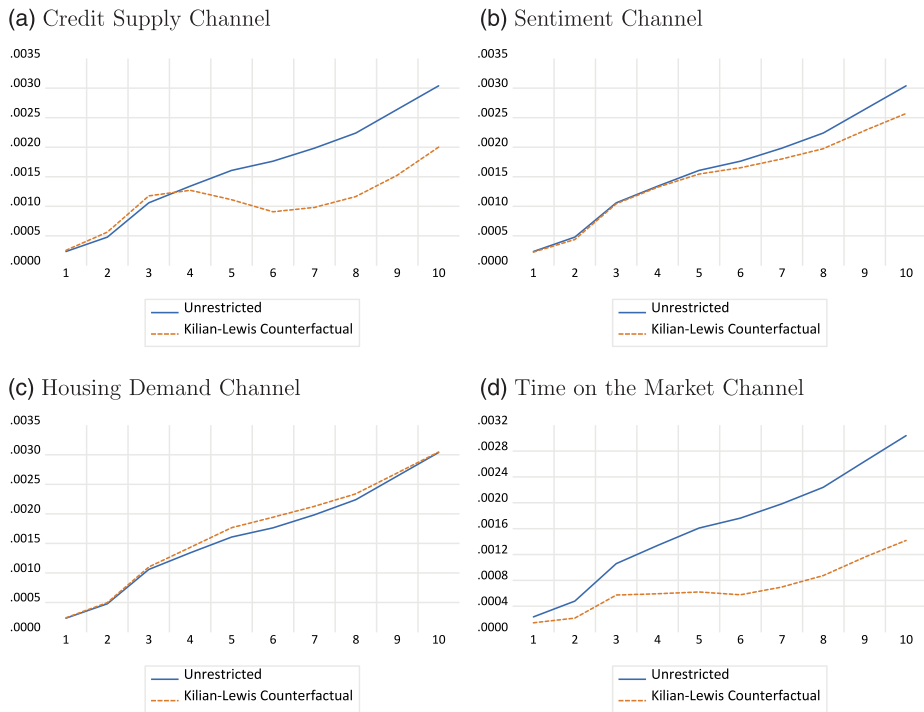 (a) Credit Supply Channel
.0035
.0030
.0025
.0020
.0015
.0010
.0005
.0000
1 2 3 4 5 6 7 8 9 10
Unrestricted
Kilian-Lewis Counterfactual
(b) Sentiment Channel
.0035
.0030
.0025
.0020
.0015
.0010
.0005
.0000
1 2 3 4 5 6 7 8 9 10
Unrestricted
Kilian-Lewis Counterfactual
(c) Housing Demand Channel
.0035
.0030
.0025
.0020
.0015
.0010
.0005
.0000
1 2 3 4 5 6 7 8 9 10
Unrestricted
Kilian-Lewis Counterfactual
(d) Time on the Market Channel
.0032
.0028
.0020
.0016
.0012
.0008
.0004
.0000
1 2 3 4 5 6 7 8 9 10
Unrestricted
Kilian-Lewis Counterfactual